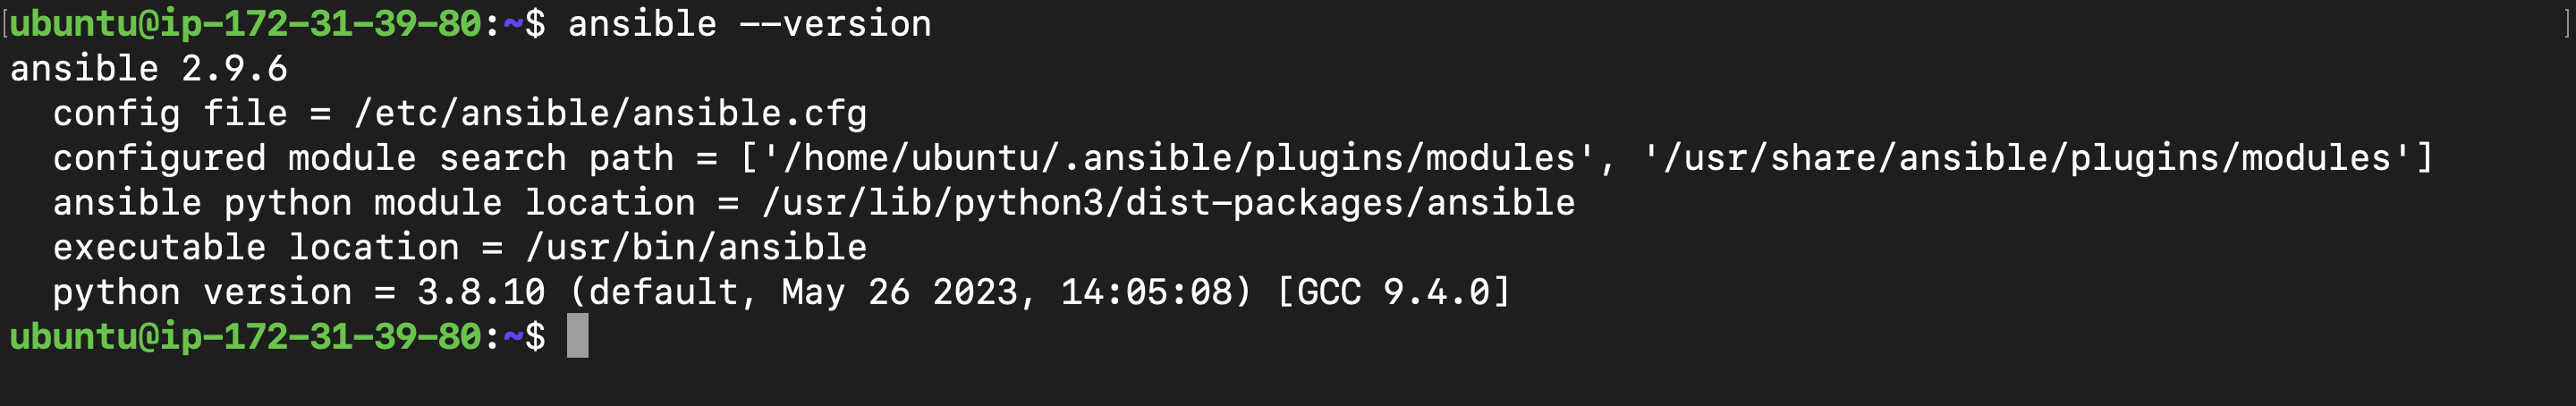 [ubuntu@ip-172-31-39-80:~$ ansible --version ]
ansible 2.9.6
  config file = /etc/ansible/ansible.cfg
  configured module search path = ['/home/ubuntu/.ansible/plugins/modules', '/usr/share/ansible/plugins/modules']
  ansible python module location = /usr/lib/python3/dist-packages/ansible
  executable location = /usr/bin/ansible
  python version = 3.8.10 (default, May 26 2023, 14:05:08) [GCC 9.4.0]
ubuntu@ip-172-31-39-80:~$